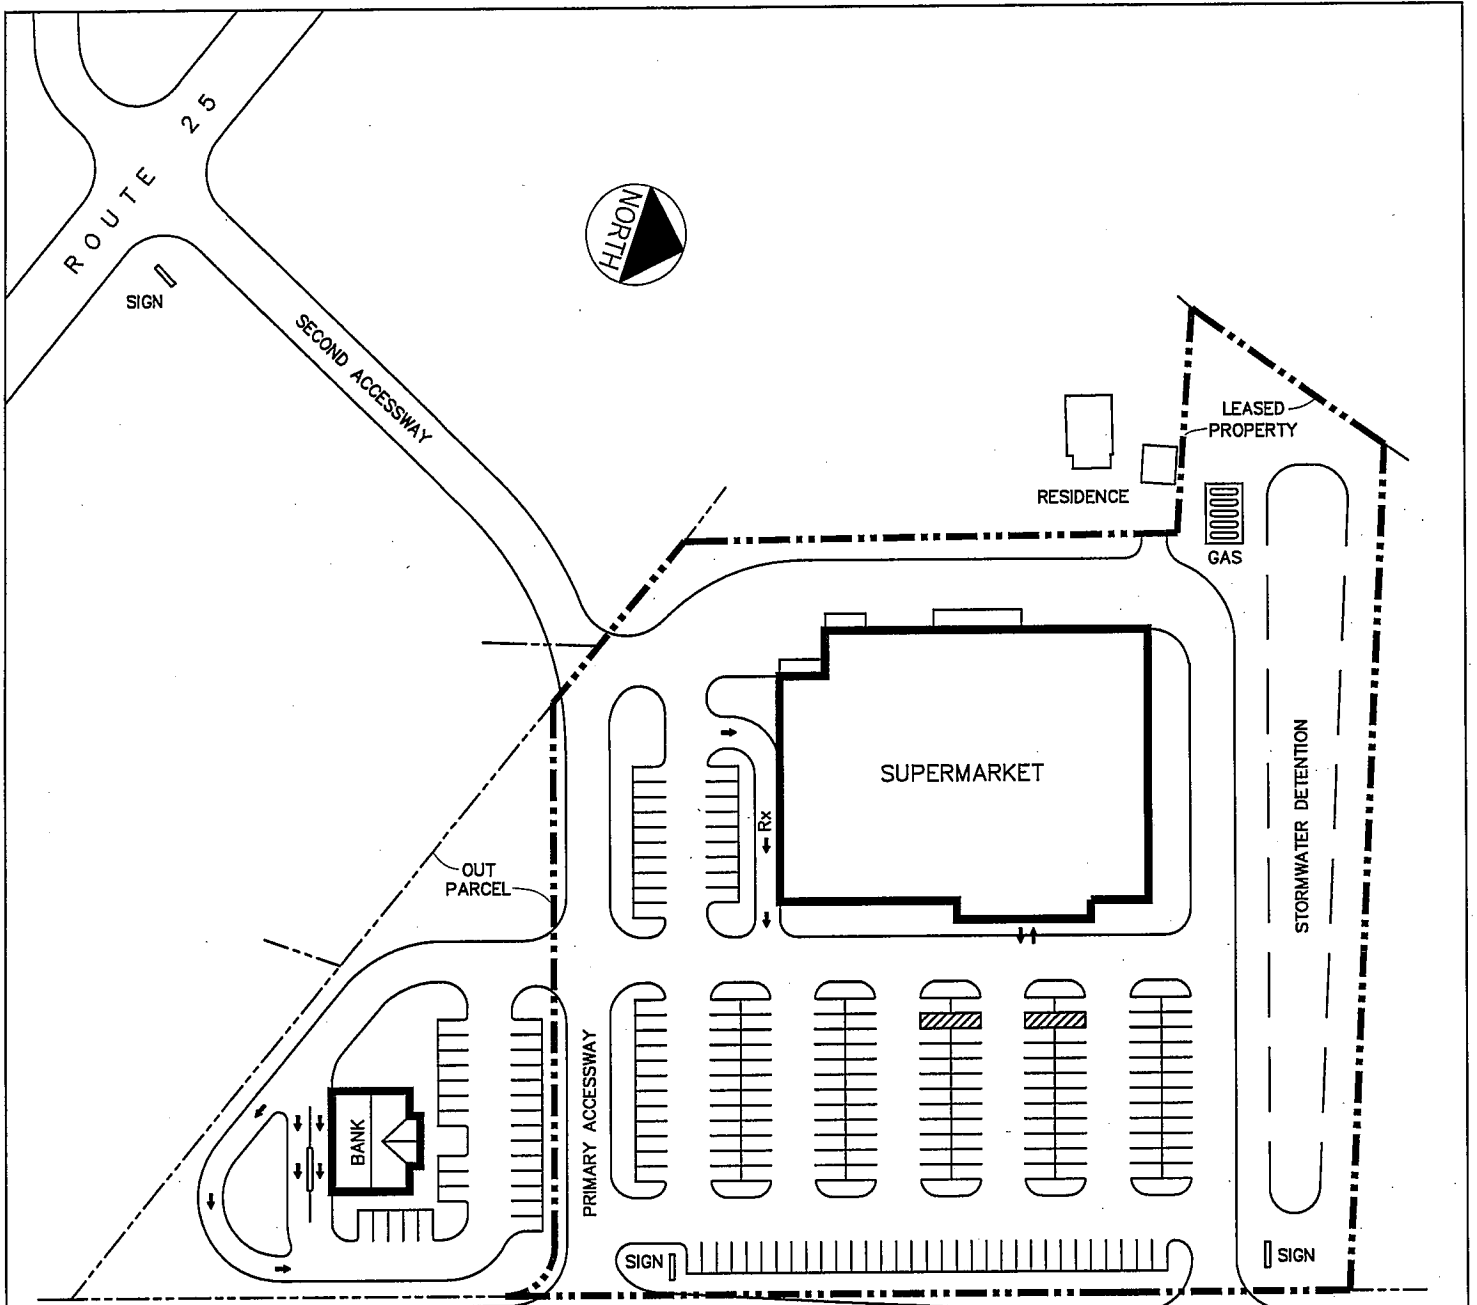 ROUTE 25
SIGN
NORTH
SECOND ACCESSWAY
LEASED
PROPERTY
RESIDENCE
GAS
SUPERMARKET
STORMWATER DETENTION
Rx
OUT
PARCEL
PRIMARY ACCESSWAY
BANK
SIGN
SIGN